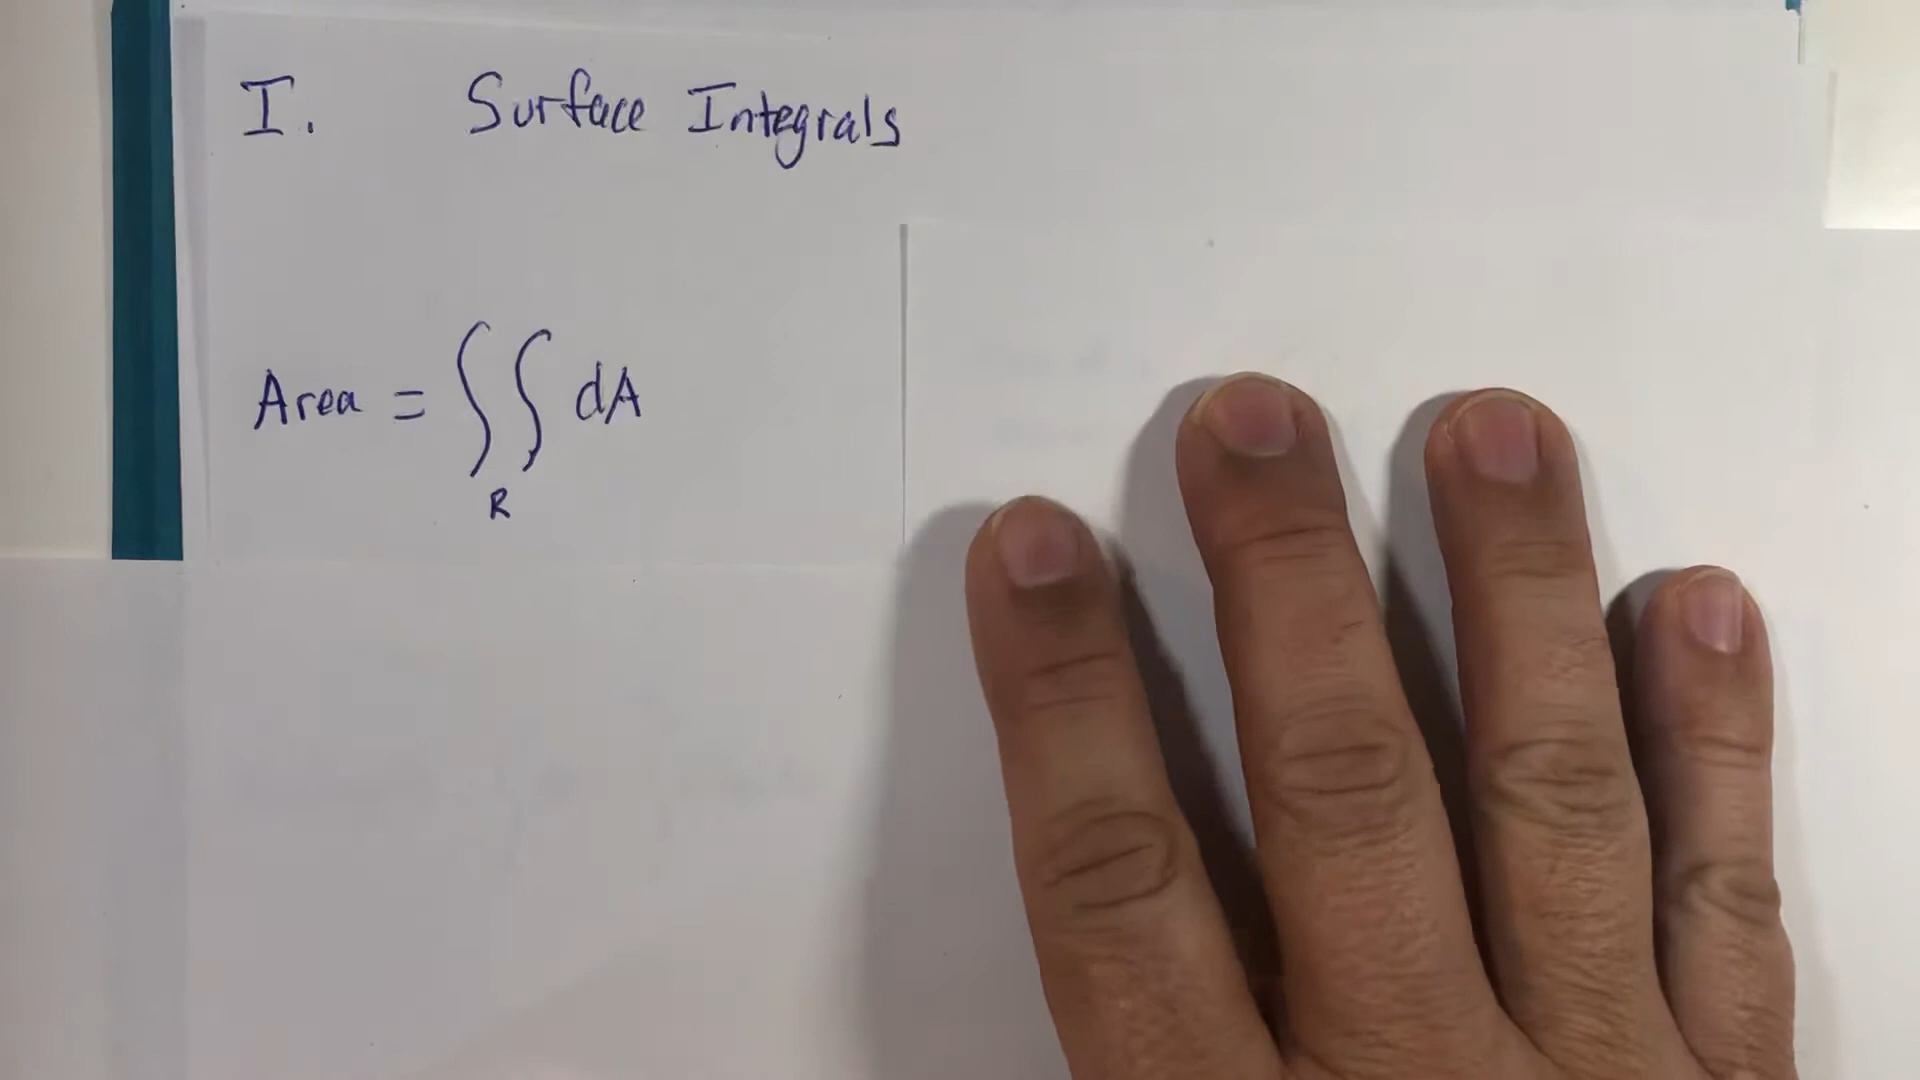 I. Surface Integrals
Area = ∫∫ dA
R